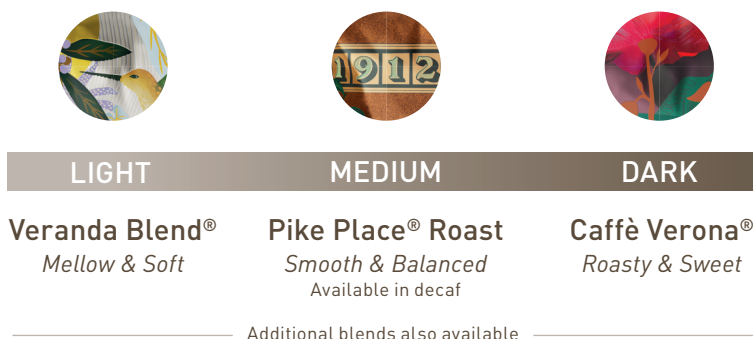 1912
LIGHT MEDIUM DARK
Veranda Blend® Pike Place® Roast Caffè Verona®
Mellow & Soft Smooth & Balanced Roasty & Sweet
Available in decaf
Additional blends also available